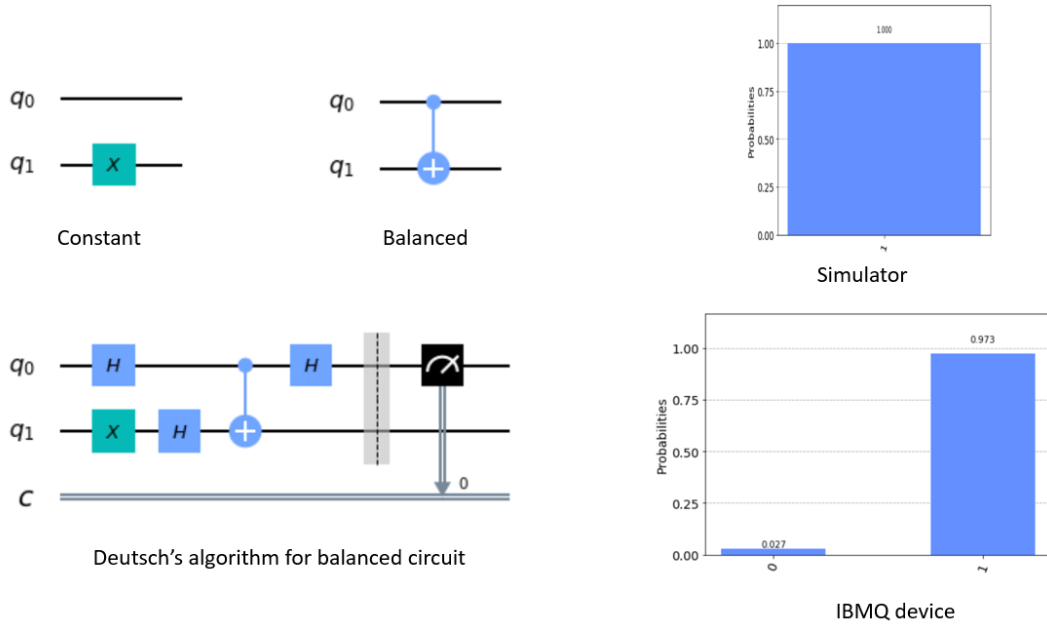 q0
q1
X
Constant
q0
q1
Balanced
1.000
1.00
0.75
0.50
0.25
0.00
Probabilities
1
Simulator
q0
H
H
q1
X
H
c
0
Deutsch's algorithm for balanced circuit
0.973
1.00
0.75
0.50
0.25
0.00
Probabilities
0.027
0
1
IBMQ device